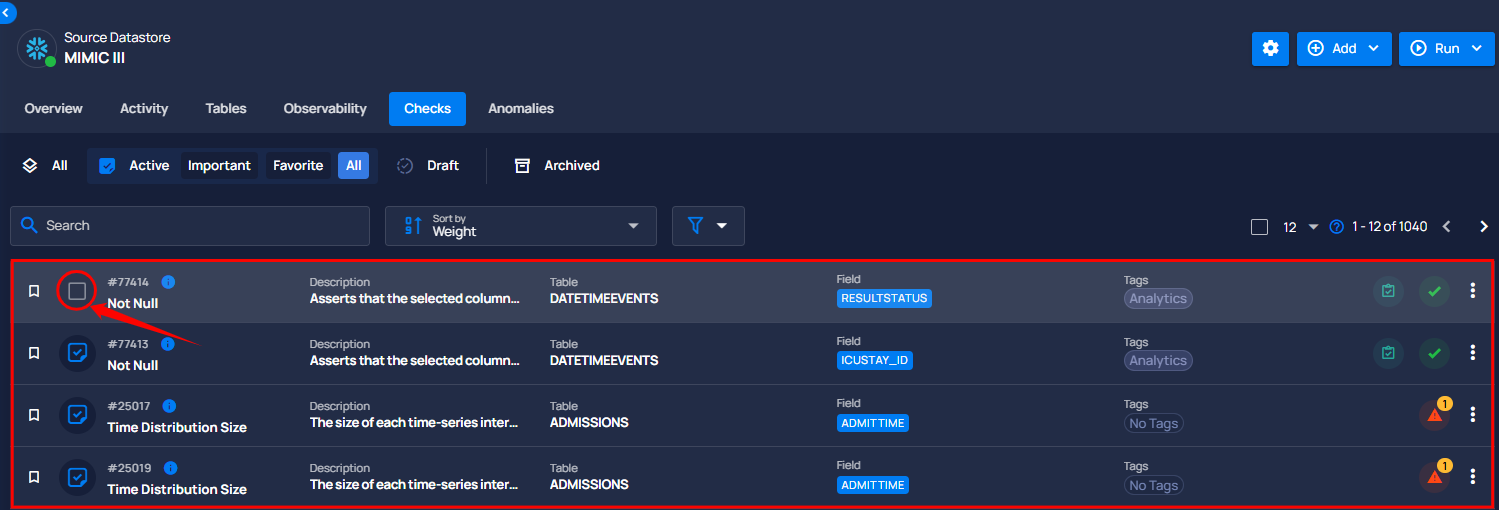 Source Datastore
MIMIC III
Add
Run
Overview Activity Tables Observability Checks Anomalies
All Active Important Favorite All Draft Archived
Search
Sort by
Weight
12 1 - 12 of 1040
#77414 Description Table Field Tags
Not Null Asserts that the selected column... DATETIMEEVENTS RESULTSTATUS Analytics
#77413 Description Table Field Tags
Not Null Asserts that the selected column... DATETIMEEVENTS ICUSTAY_ID Analytics
#25017 Description Table Field Tags 1
Time Distribution Size The size of each time-series inter... ADMISSIONS ADMITTIME No Tags
#25019 Description Table Field Tags 1
Time Distribution Size The size of each time-series inter... ADMISSIONS ADMITTIME No Tags